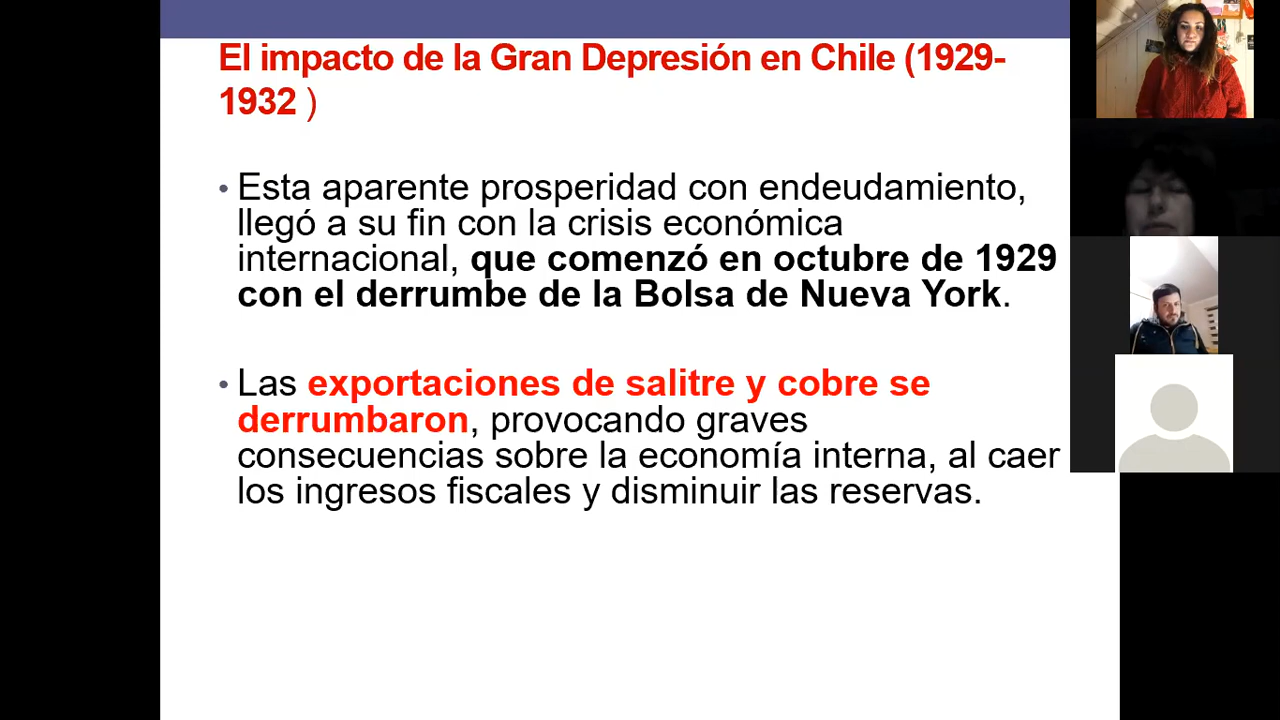 El impacto de la Gran Depresión en Chile (1929-
1932 )
• Esta aparente prosperidad con endeudamiento,
llegó a su fin con la crisis económica
internacional, que comenzó en octubre de 1929
con el derrumbe de la Bolsa de Nueva York.
• Las exportaciones de salitre y cobre se
derrumbaron, provocando graves
consecuencias sobre la economía interna, al caer
los ingresos fiscales y disminuir las reservas.